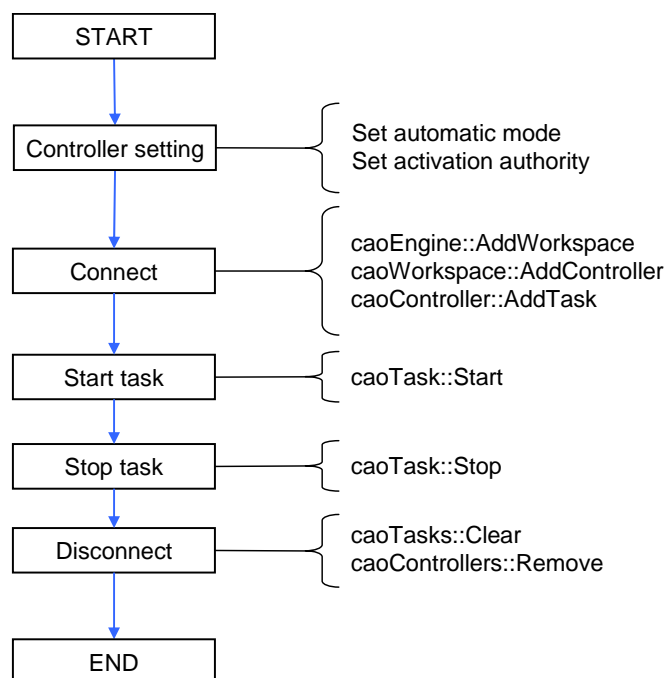 START
Controller setting
Set automatic mode
Set activation authority
Connect
caoEngine::AddWorkspace
caoWorkspace::AddController
caoController::AddTask
Start task
caoTask::Start
Stop task
caoTask::Stop
Disconnect
caoTasks::Clear
caoControllers::Remove
END